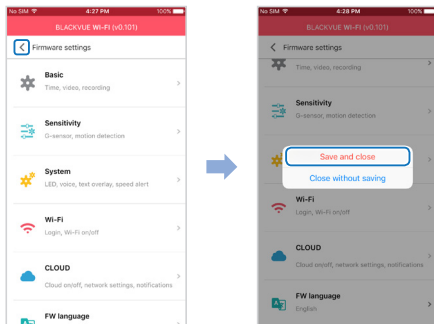 No SIM 4:27 PM 100%
BLACKVUE WI-FI (v0.101)
Firmware settings
Basic
Time, video, recording
Sensitivity
G-sensor, motion detection
System
LED, voice, text overlay, speed alert
Wi-Fi
Login, Wi-Fi on/off
CLOUD
Cloud on/off, network settings, notifications
FW language
No SIM 4:28 PM 100%
BLACKVUE WI-FI (v0.101)
Firmware settings
Time, video, recording
Sensitivity
G-sensor, motion detection
Save and close
Close without saving
Wi-Fi
Login, Wi-Fi on/off
CLOUD
Cloud on/off, network settings, notifications
FW language
English